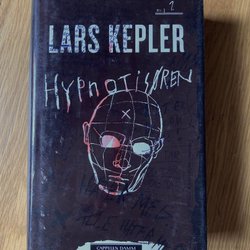 LARS KEPLER
HYPNOTISØREN
CAPPELEN DAMM